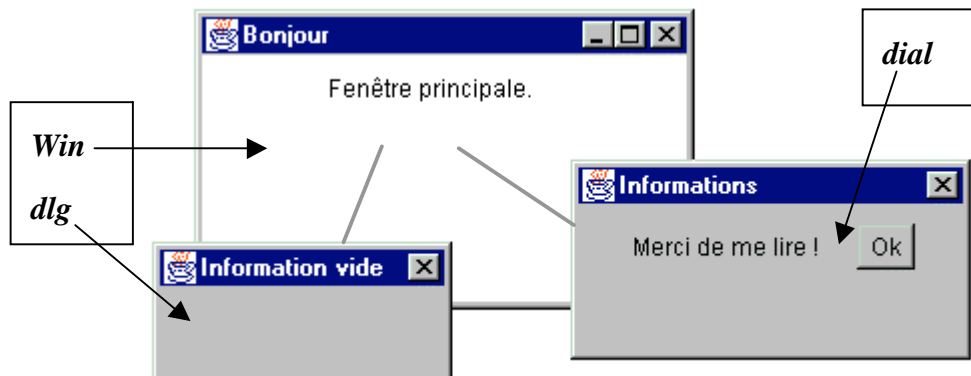 Bonjour
Fenêtre principale.
dial
Win
dlg
Informations
Merci de me lire !
Ok
Information vide